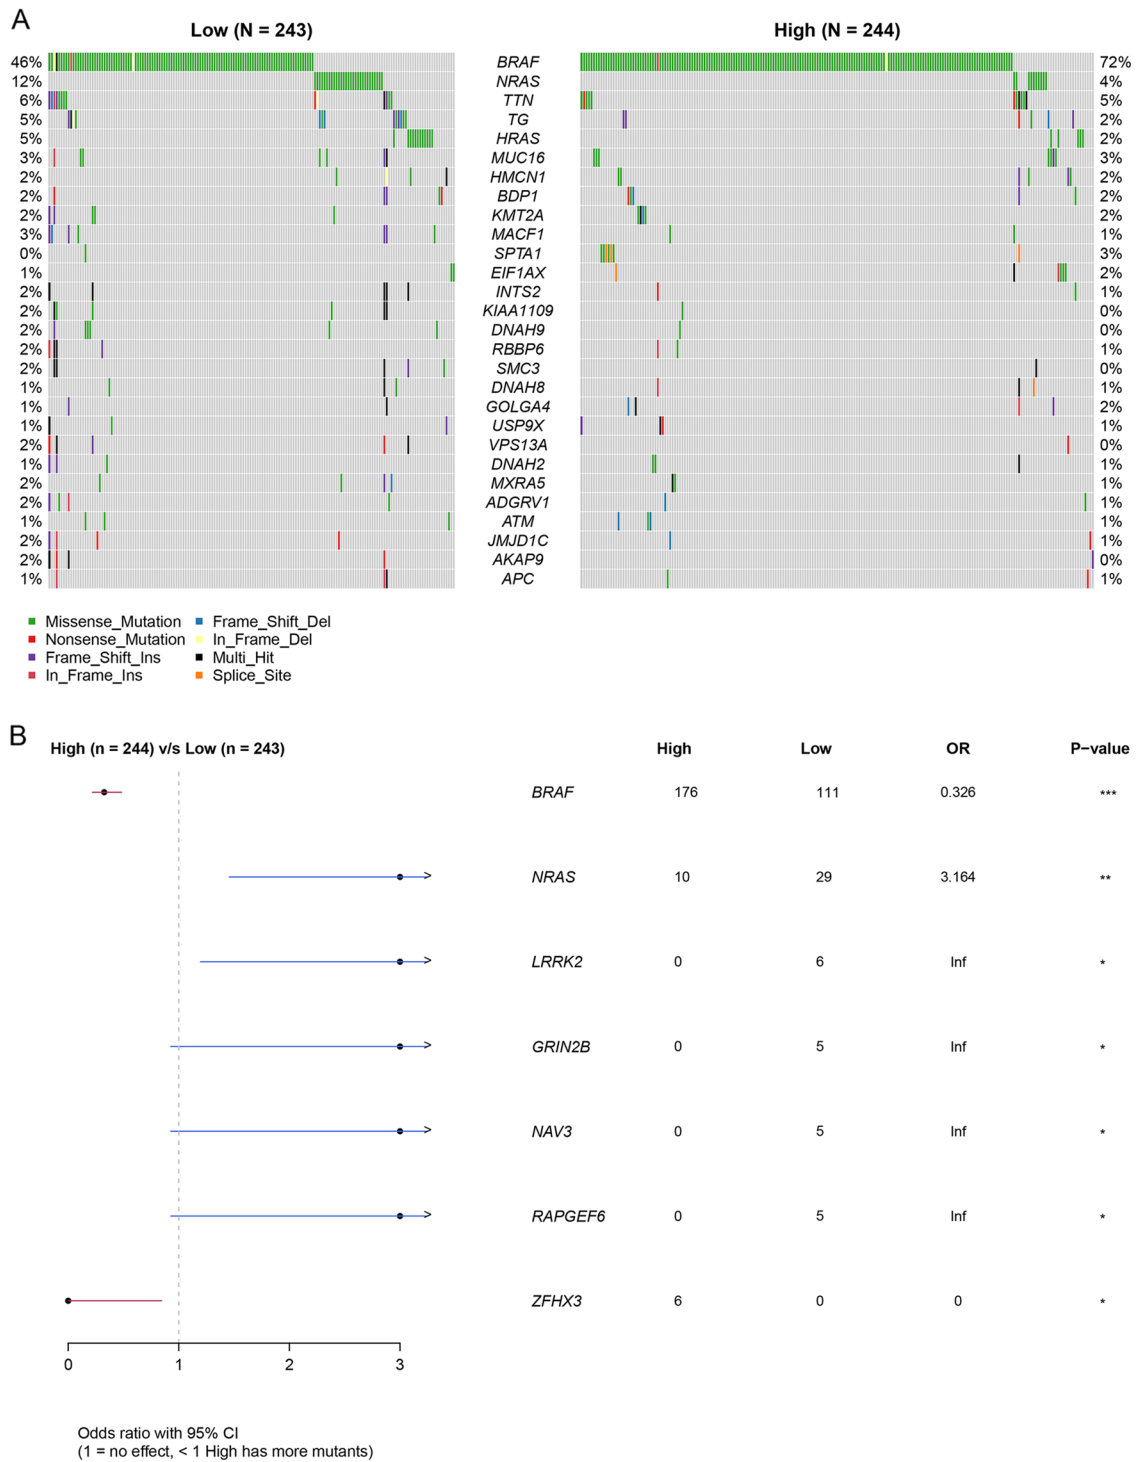 A
Low (N = 243) High (N = 244)
46% BRAF 72%
12% NRAS 4%
6% TTN 5%
5% TG 2%
5% HRAS 2%
3% MUC16 3%
2% HMCN1 2%
2% BDP1 2%
2% KMT2A 2%
3% MACF1 1%
0% SPTA1 3%
1% EIF1AX 2%
2% INTS2 1%
2% KIAA1109 0%
2% DNAH9 0%
2% RBBP6 1%
2% SMC3 0%
1% DNAH8 1%
1% GOLGA4 2%
1% USP9X 1%
2% VPS13A 0%
1% DNAH2 1%
2% MXRA5 1%
2% ADGRV1 1%
1% ATM 1%
2% JMJD1C 1%
2% AKAP9 0%
1% APC 1%
Missense_Mutation Frame_Shift_Del
Nonsense_Mutation In_Frame_Del
Frame_Shift_Ins Multi_Hit
In_Frame_Ins Splice_Site
B
High (n = 244) v/s Low (n = 243) High Low OR P−value
BRAF 176 111 0.326 ***
NRAS 10 29 3.164 **
LRRK2 0 6 Inf *
GRIN2B 0 5 Inf *
NAV3 0 5 Inf *
RAPGEF6 0 5 Inf *
ZFHX3 6 0 0 *
0 1 2 3
Odds ratio with 95% CI
(1 = no effect, < 1 High has more mutants)